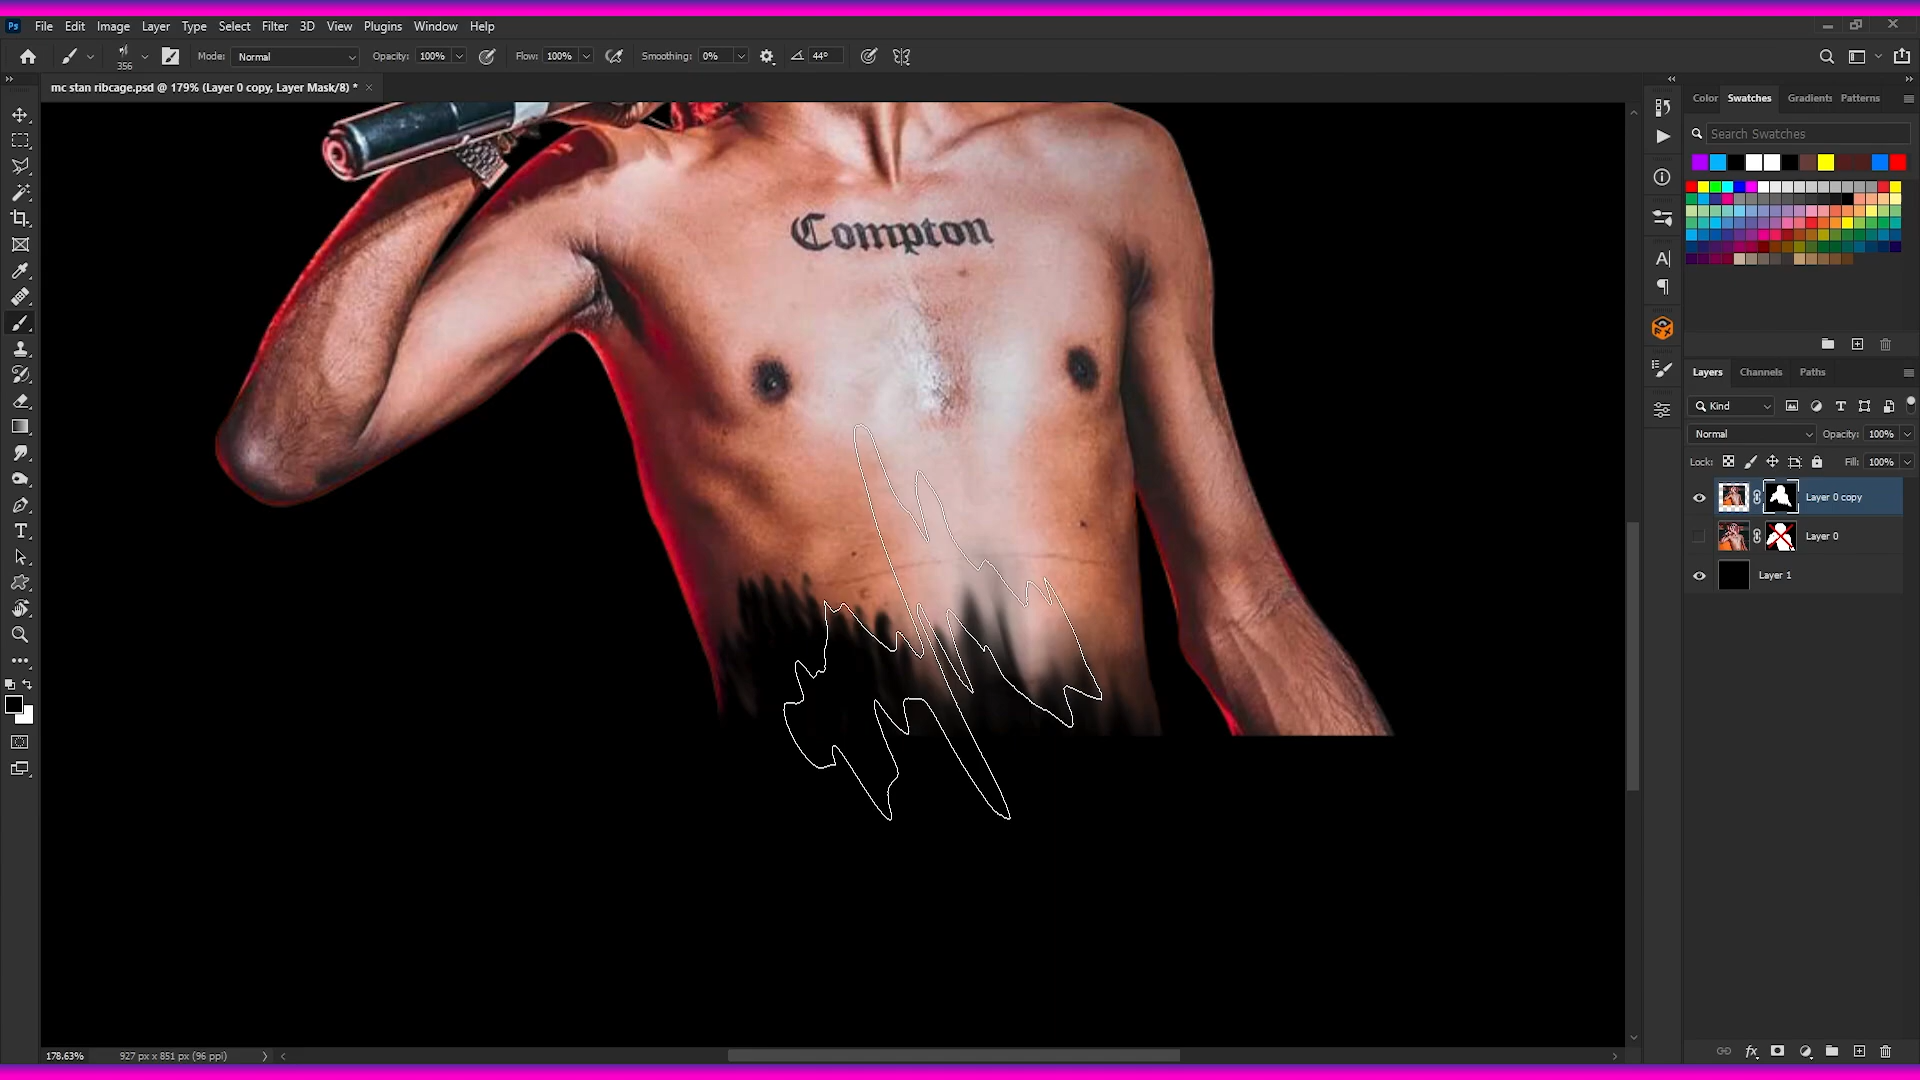 Ps File Edit Image Layer Type Select Filter 3D View Plugins Window Help
356 Mode: Normal Opacity: 100% Flow: 100% Smoothing: 0% 44°
mc stan ribcage.psd @ 179% (Layer 0 copy, Layer Mask/8) * ×
Color Swatches Gradients Patterns
Search Swatches
Compton
Layers Channels Paths
Kind
Normal Opacity: 100%
Lock: Fill: 100%
Layer 0 copy
Layer 0
Layer 1
178.63% 927 px x 851 px (96 ppi)